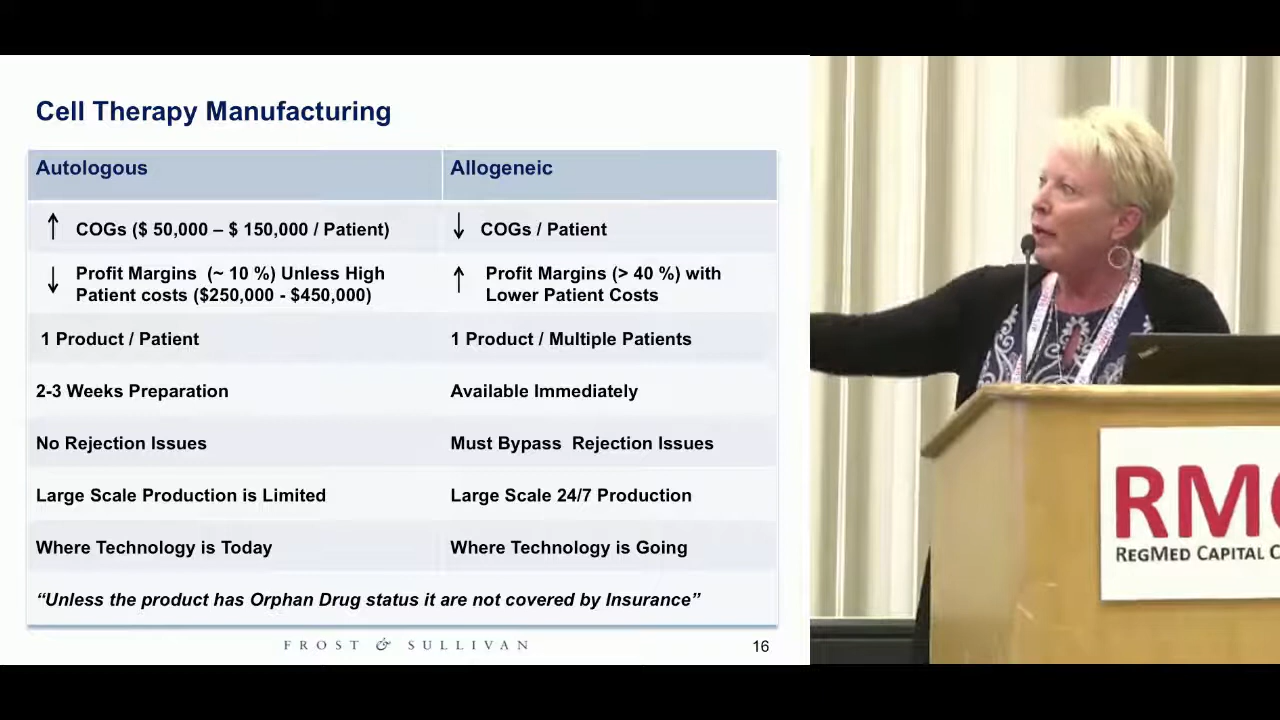 Cell Therapy Manufacturing
Autologous
Allogeneic
↑ COGs ($ 50,000 – $ 150,000 / Patient)
↓ COGs / Patient
↓ Profit Margins (~ 10 %) Unless High
Patient costs ($250,000 - $450,000)
↑ Profit Margins (> 40 %) with
Lower Patient Costs
1 Product / Patient
1 Product / Multiple Patients
2-3 Weeks Preparation
Available Immediately
No Rejection Issues
Must Bypass Rejection Issues
Large Scale Production is Limited
Large Scale 24/7 Production
Where Technology is Today
Where Technology is Going
“Unless the product has Orphan Drug status it are not covered by Insurance”
FROST & SULLIVAN
16
RM
REGMED CAPITAL C